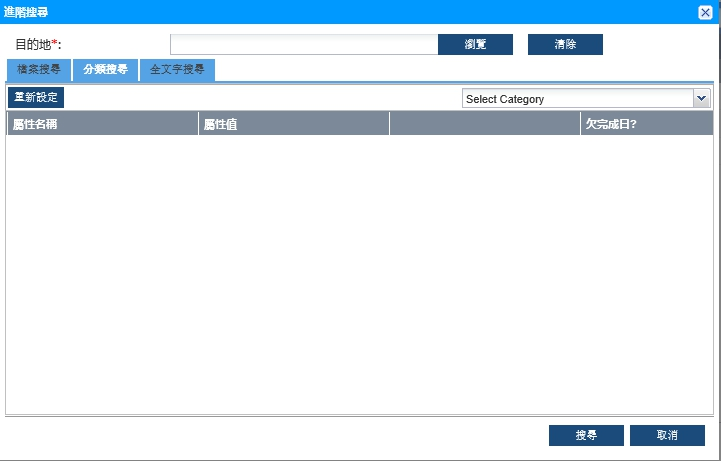 進階搜尋
目的地*: 瀏覽 清除
檔案搜尋 分類搜尋 全文字搜尋
重新設定 Select Category
屬性名稱 屬性值 欠完成日?
搜尋 取消